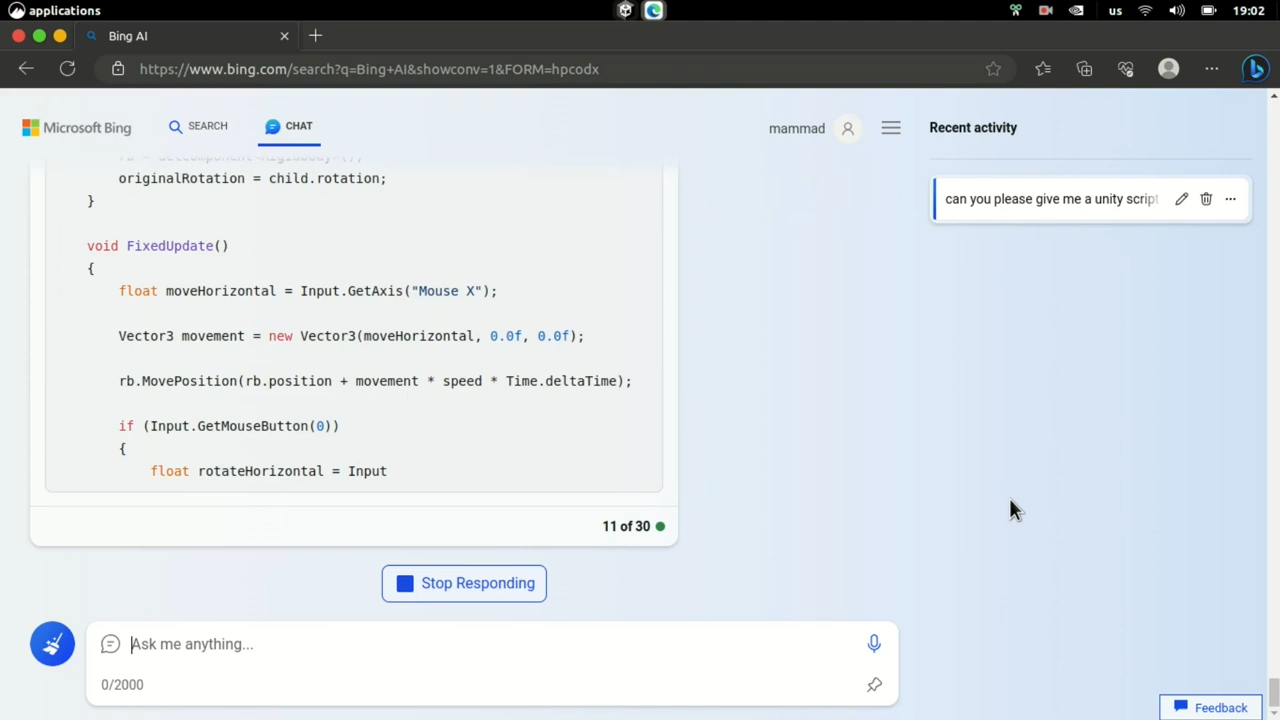 applications
us
19:02
Bing AI
https://www.bing.com/search?q=Bing+AI&showconv=1&FORM=hpcodx
Microsoft Bing
SEARCH
CHAT
mammad
Recent activity
can you please give me a unity script
originalRotation = child.rotation;
}
void FixedUpdate()
{
float moveHorizontal = Input.GetAxis("Mouse X");
Vector3 movement = new Vector3(moveHorizontal, 0.0f, 0.0f);
rb.MovePosition(rb.position + movement * speed * Time.deltaTime);
if (Input.GetMouseButton(0))
{
float rotateHorizontal = Input
11 of 30
Stop Responding
Ask me anything...
0/2000
Feedback